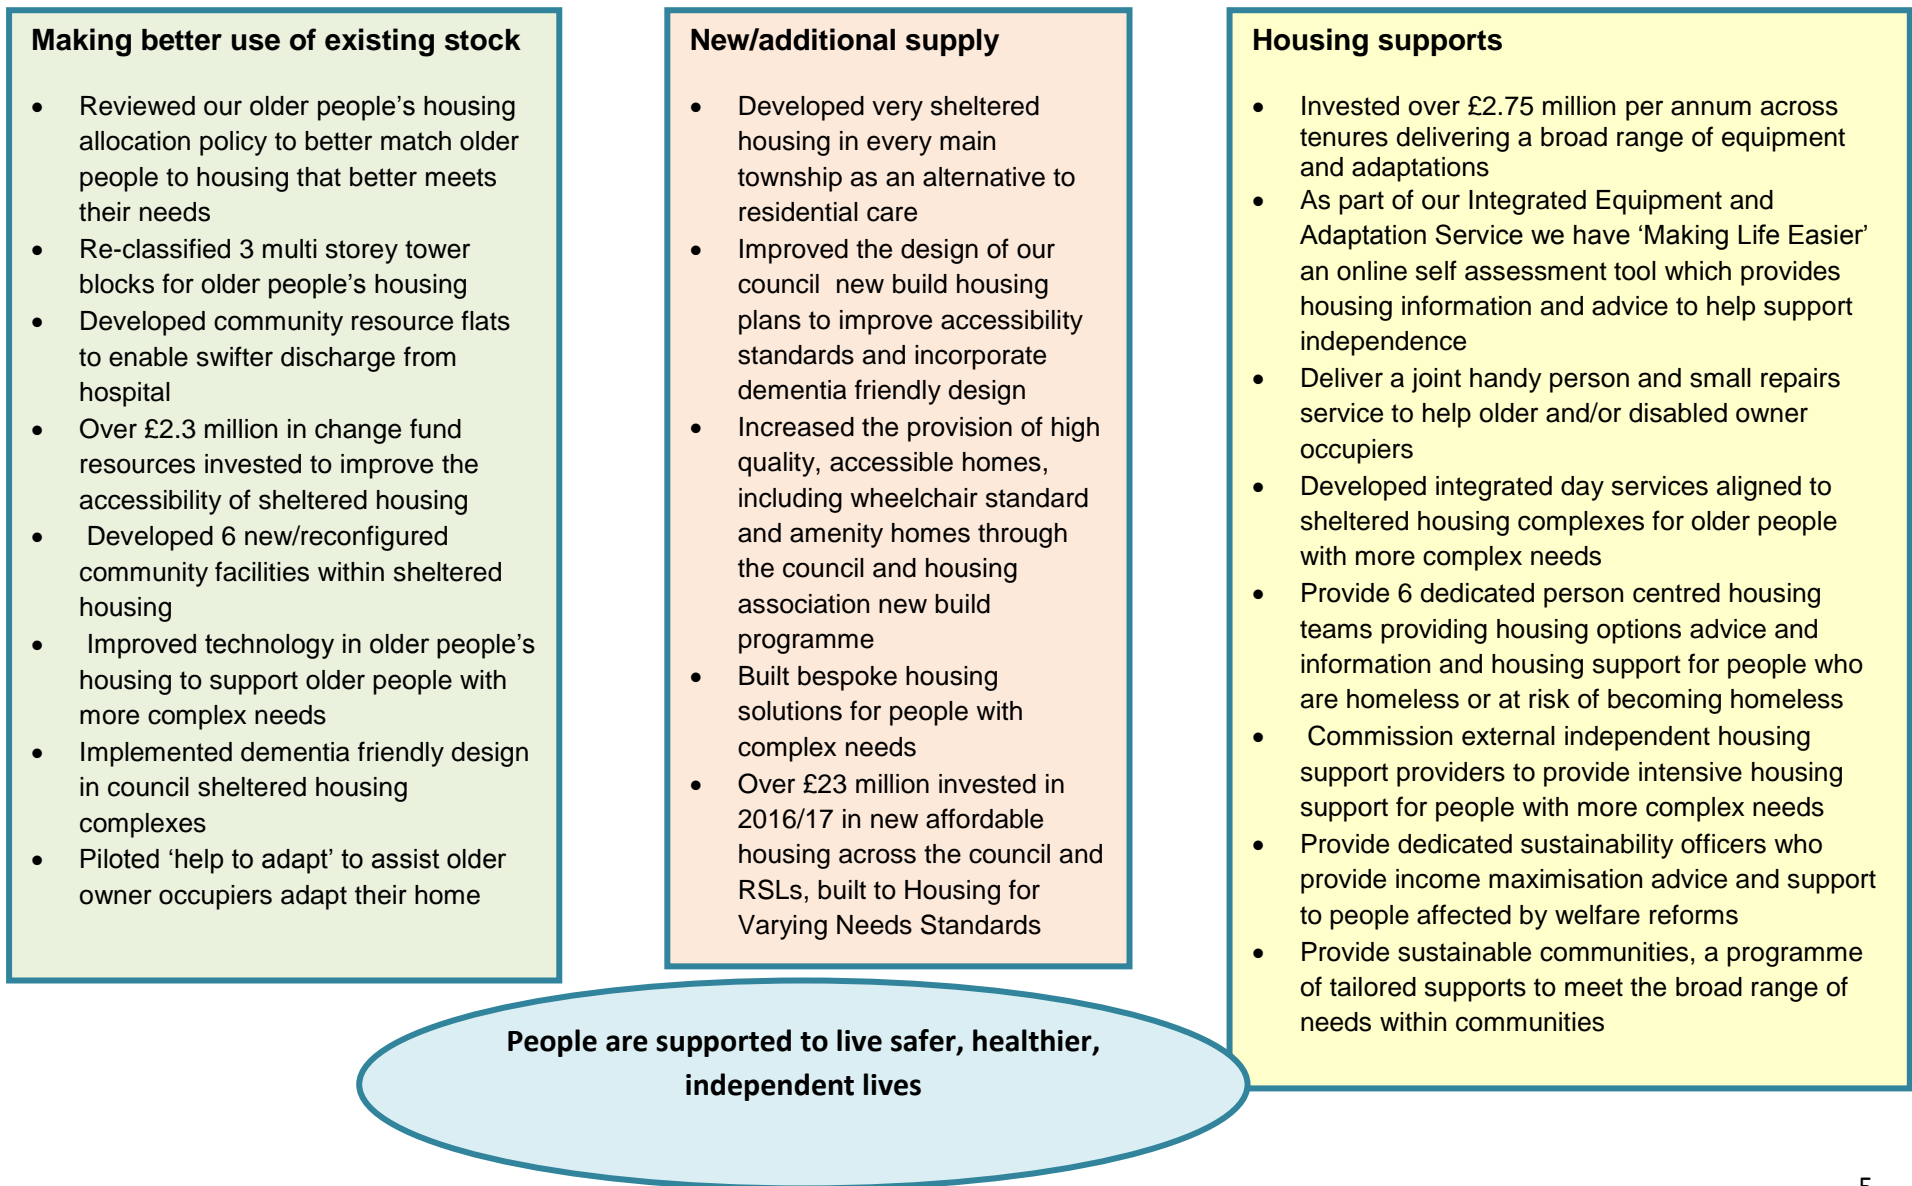 Making better use of existing stock
• Reviewed our older people’s housing
allocation policy to better match older
people to housing that better meets
their needs
• Re-classified 3 multi storey tower
blocks for older people’s housing
• Developed community resource flats
to enable swifter discharge from
hospital
• Over £2.3 million in change fund
resources invested to improve the
accessibility of sheltered housing
• Developed 6 new/reconfigured
community facilities within sheltered
housing
• Improved technology in older people’s
housing to support older people with
more complex needs
• Implemented dementia friendly design
in council sheltered housing
complexes
• Piloted ‘help to adapt’ to assist older
owner occupiers adapt their home
New/additional supply
• Developed very sheltered
housing in every main
township as an alternative to
residential care
• Improved the design of our
council new build housing
plans to improve accessibility
standards and incorporate
dementia friendly design
• Increased the provision of high
quality, accessible homes,
including wheelchair standard
and amenity homes through
the council and housing
association new build
programme
• Built bespoke housing
solutions for people with
complex needs
• Over £23 million invested in
2016/17 in new affordable
housing across the council and
RSLs, built to Housing for
Varying Needs Standards
Housing supports
• Invested over £2.75 million per annum across
tenures delivering a broad range of equipment
and adaptations
• As part of our Integrated Equipment and
Adaptation Service we have ‘Making Life Easier’
an online self assessment tool which provides
housing information and advice to help support
independence
• Deliver a joint handy person and small repairs
service to help older and/or disabled owner
occupiers
• Developed integrated day services aligned to
sheltered housing complexes for older people
with more complex needs
• Provide 6 dedicated person centred housing
teams providing housing options advice and
information and housing support for people who
are homeless or at risk of becoming homeless
• Commission external independent housing
support providers to provide intensive housing
support for people with more complex needs
• Provide dedicated sustainability officers who
provide income maximisation advice and support
to people affected by welfare reforms
• Provide sustainable communities, a programme
of tailored supports to meet the broad range of
needs within communities
People are supported to live safer, healthier,
independent lives